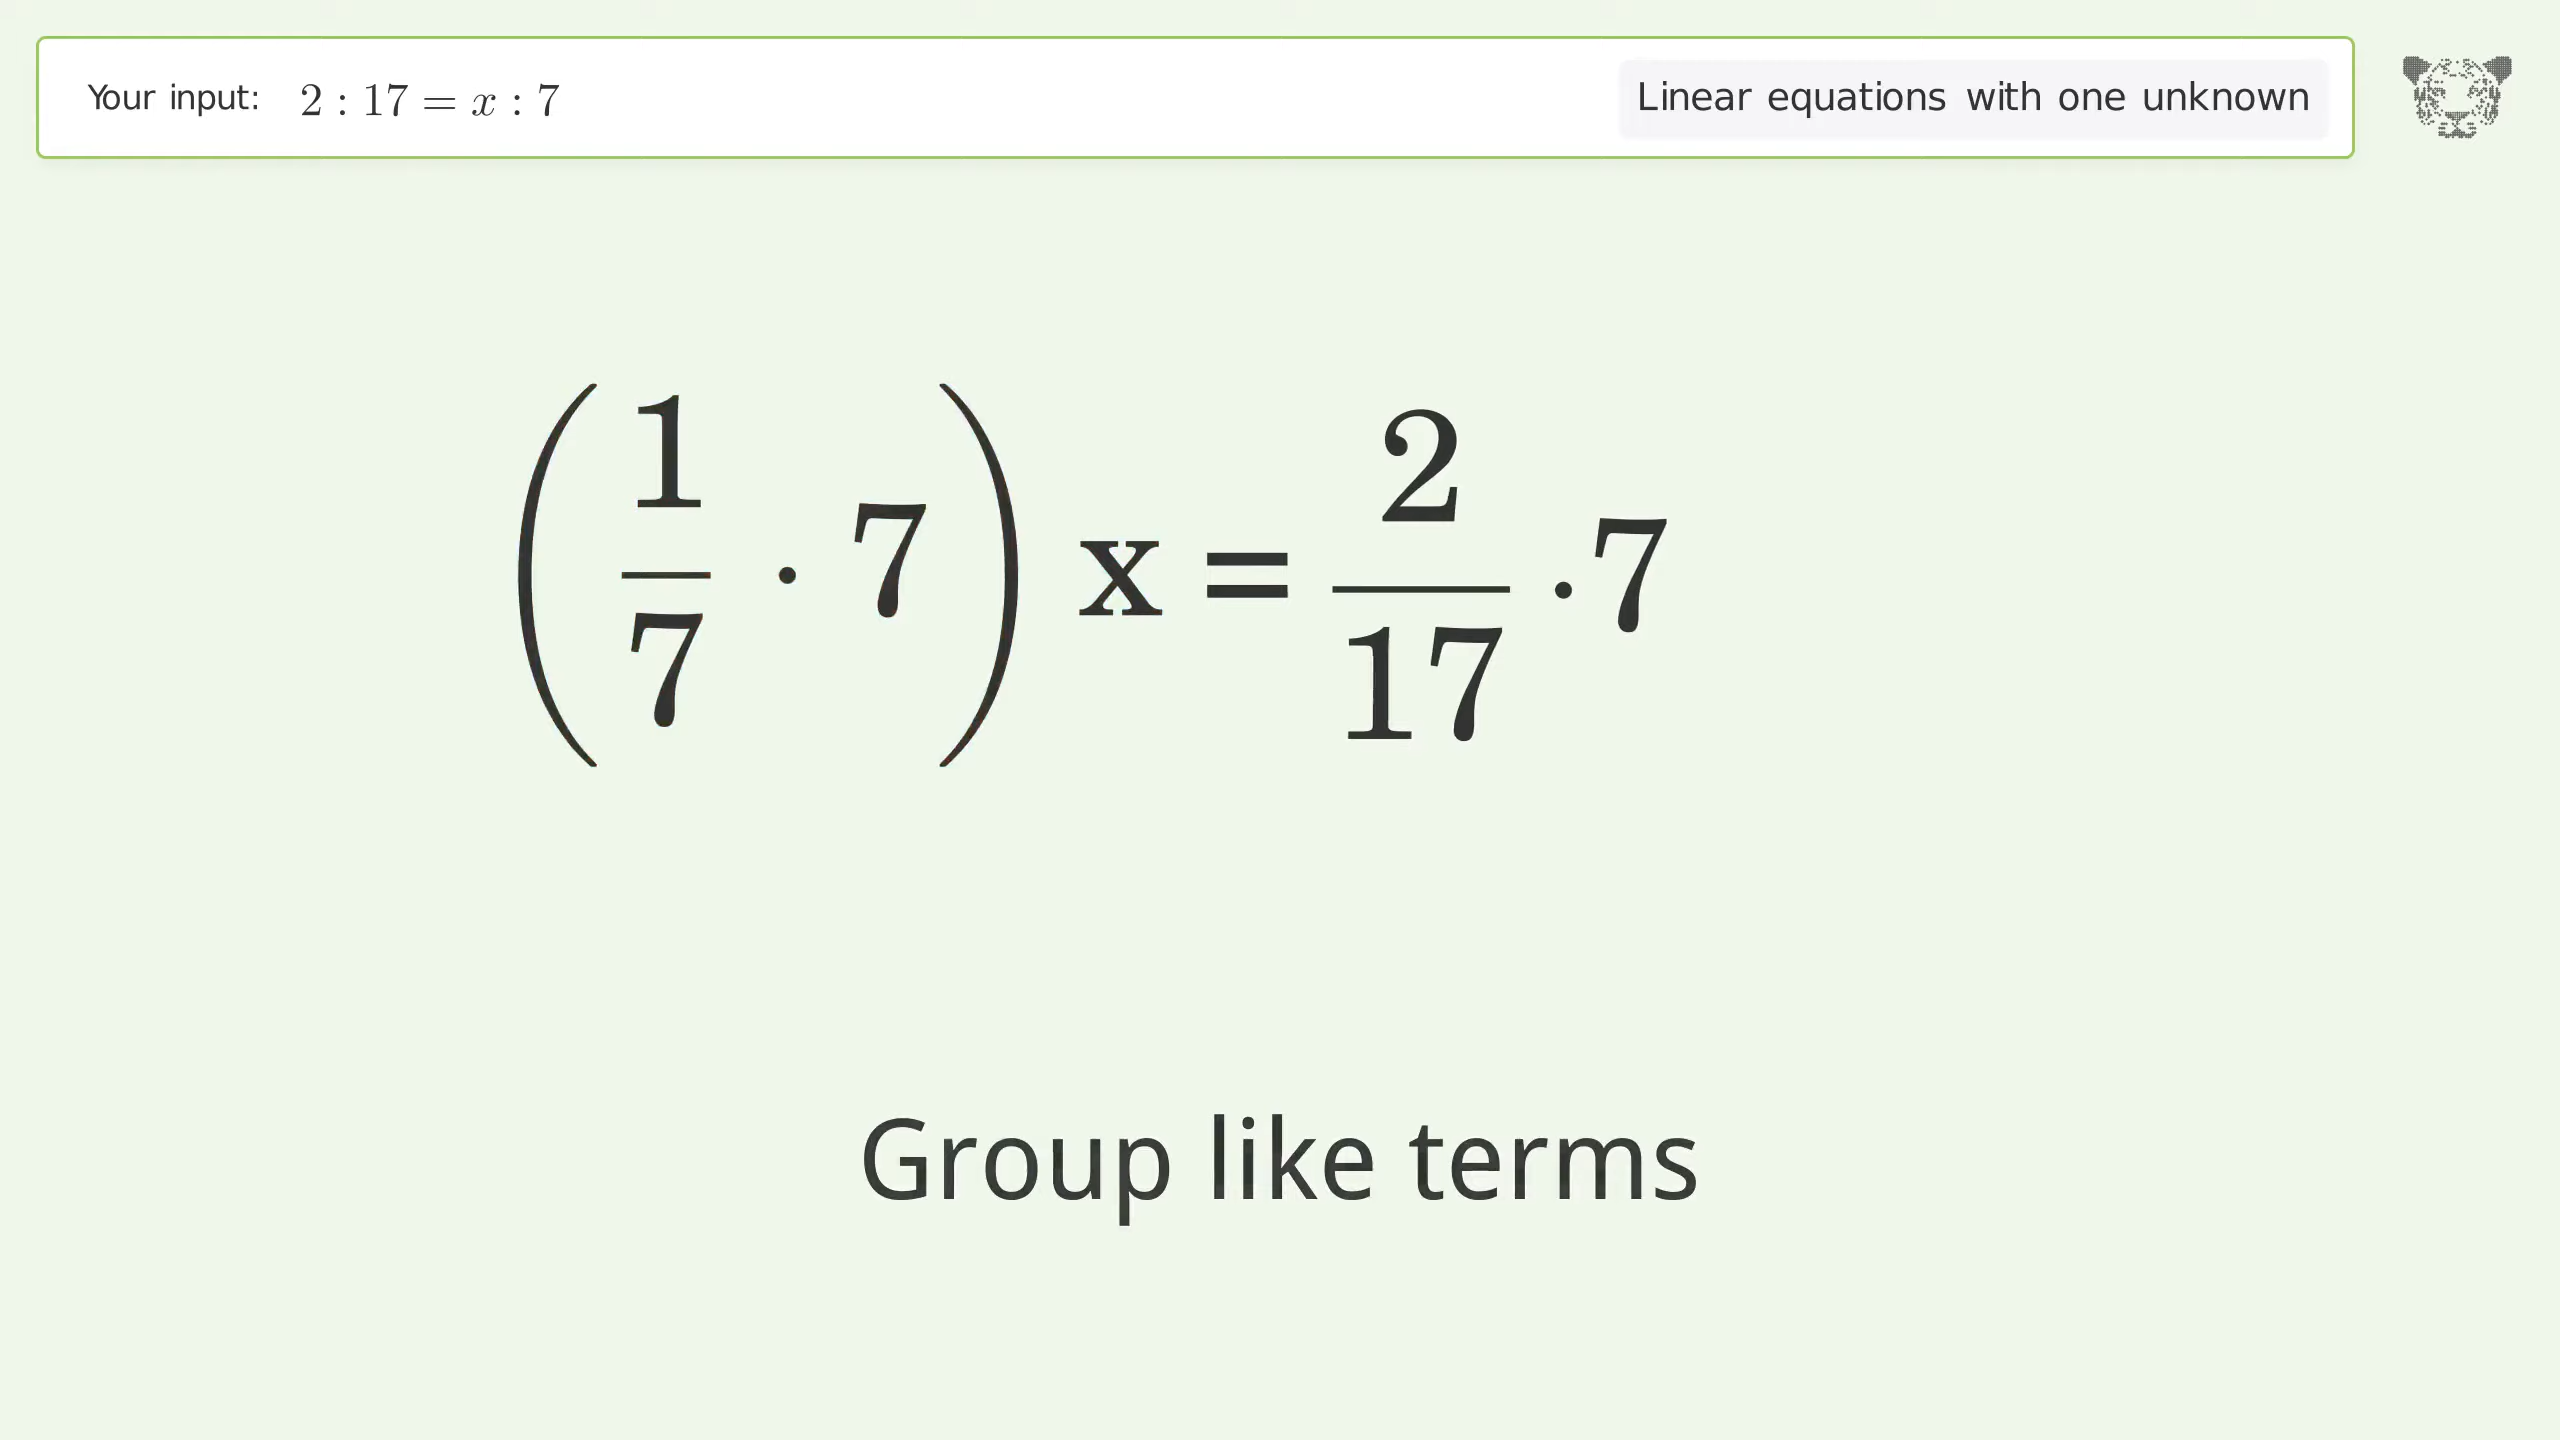 Your input: 2 : 17 = x : 7
Linear equations with one unknown
(1/7 · 7) x = 2/17 · 7
Group like terms